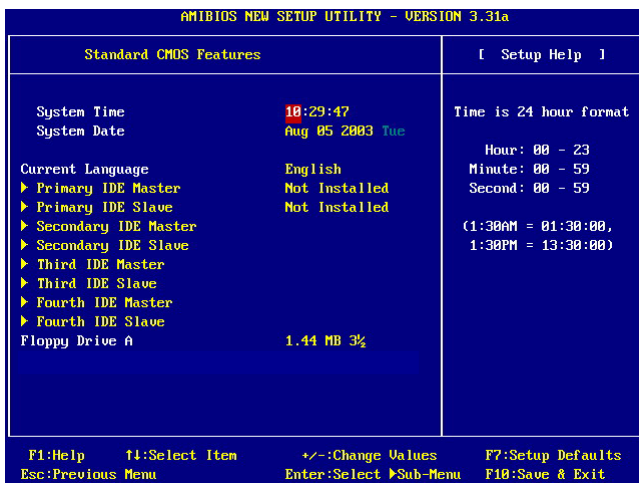 AMIBIOS NEW SETUP UTILITY - VERSION 3.31a
Standard CMOS Features
[ Setup Help ]
System Time 10:29:47
System Date Aug 05 2003 Tue
Current Language English
▶ Primary IDE Master Not Installed
▶ Primary IDE Slave Not Installed
▶ Secondary IDE Master
▶ Secondary IDE Slave
▶ Third IDE Master
▶ Third IDE Slave
▶ Fourth IDE Master
▶ Fourth IDE Slave
Floppy Drive A 1.44 MB 3½
Time is 24 hour format
Hour: 00 - 23
Minute: 00 - 59
Second: 00 - 59
(1:30AM = 01:30:00,
1:30PM = 13:30:00)
F1:Help ↑↓:Select Item +/-:Change Values F7:Setup Defaults
Esc:Previous Menu Enter:Select ▶Sub-Menu F10:Save & Exit